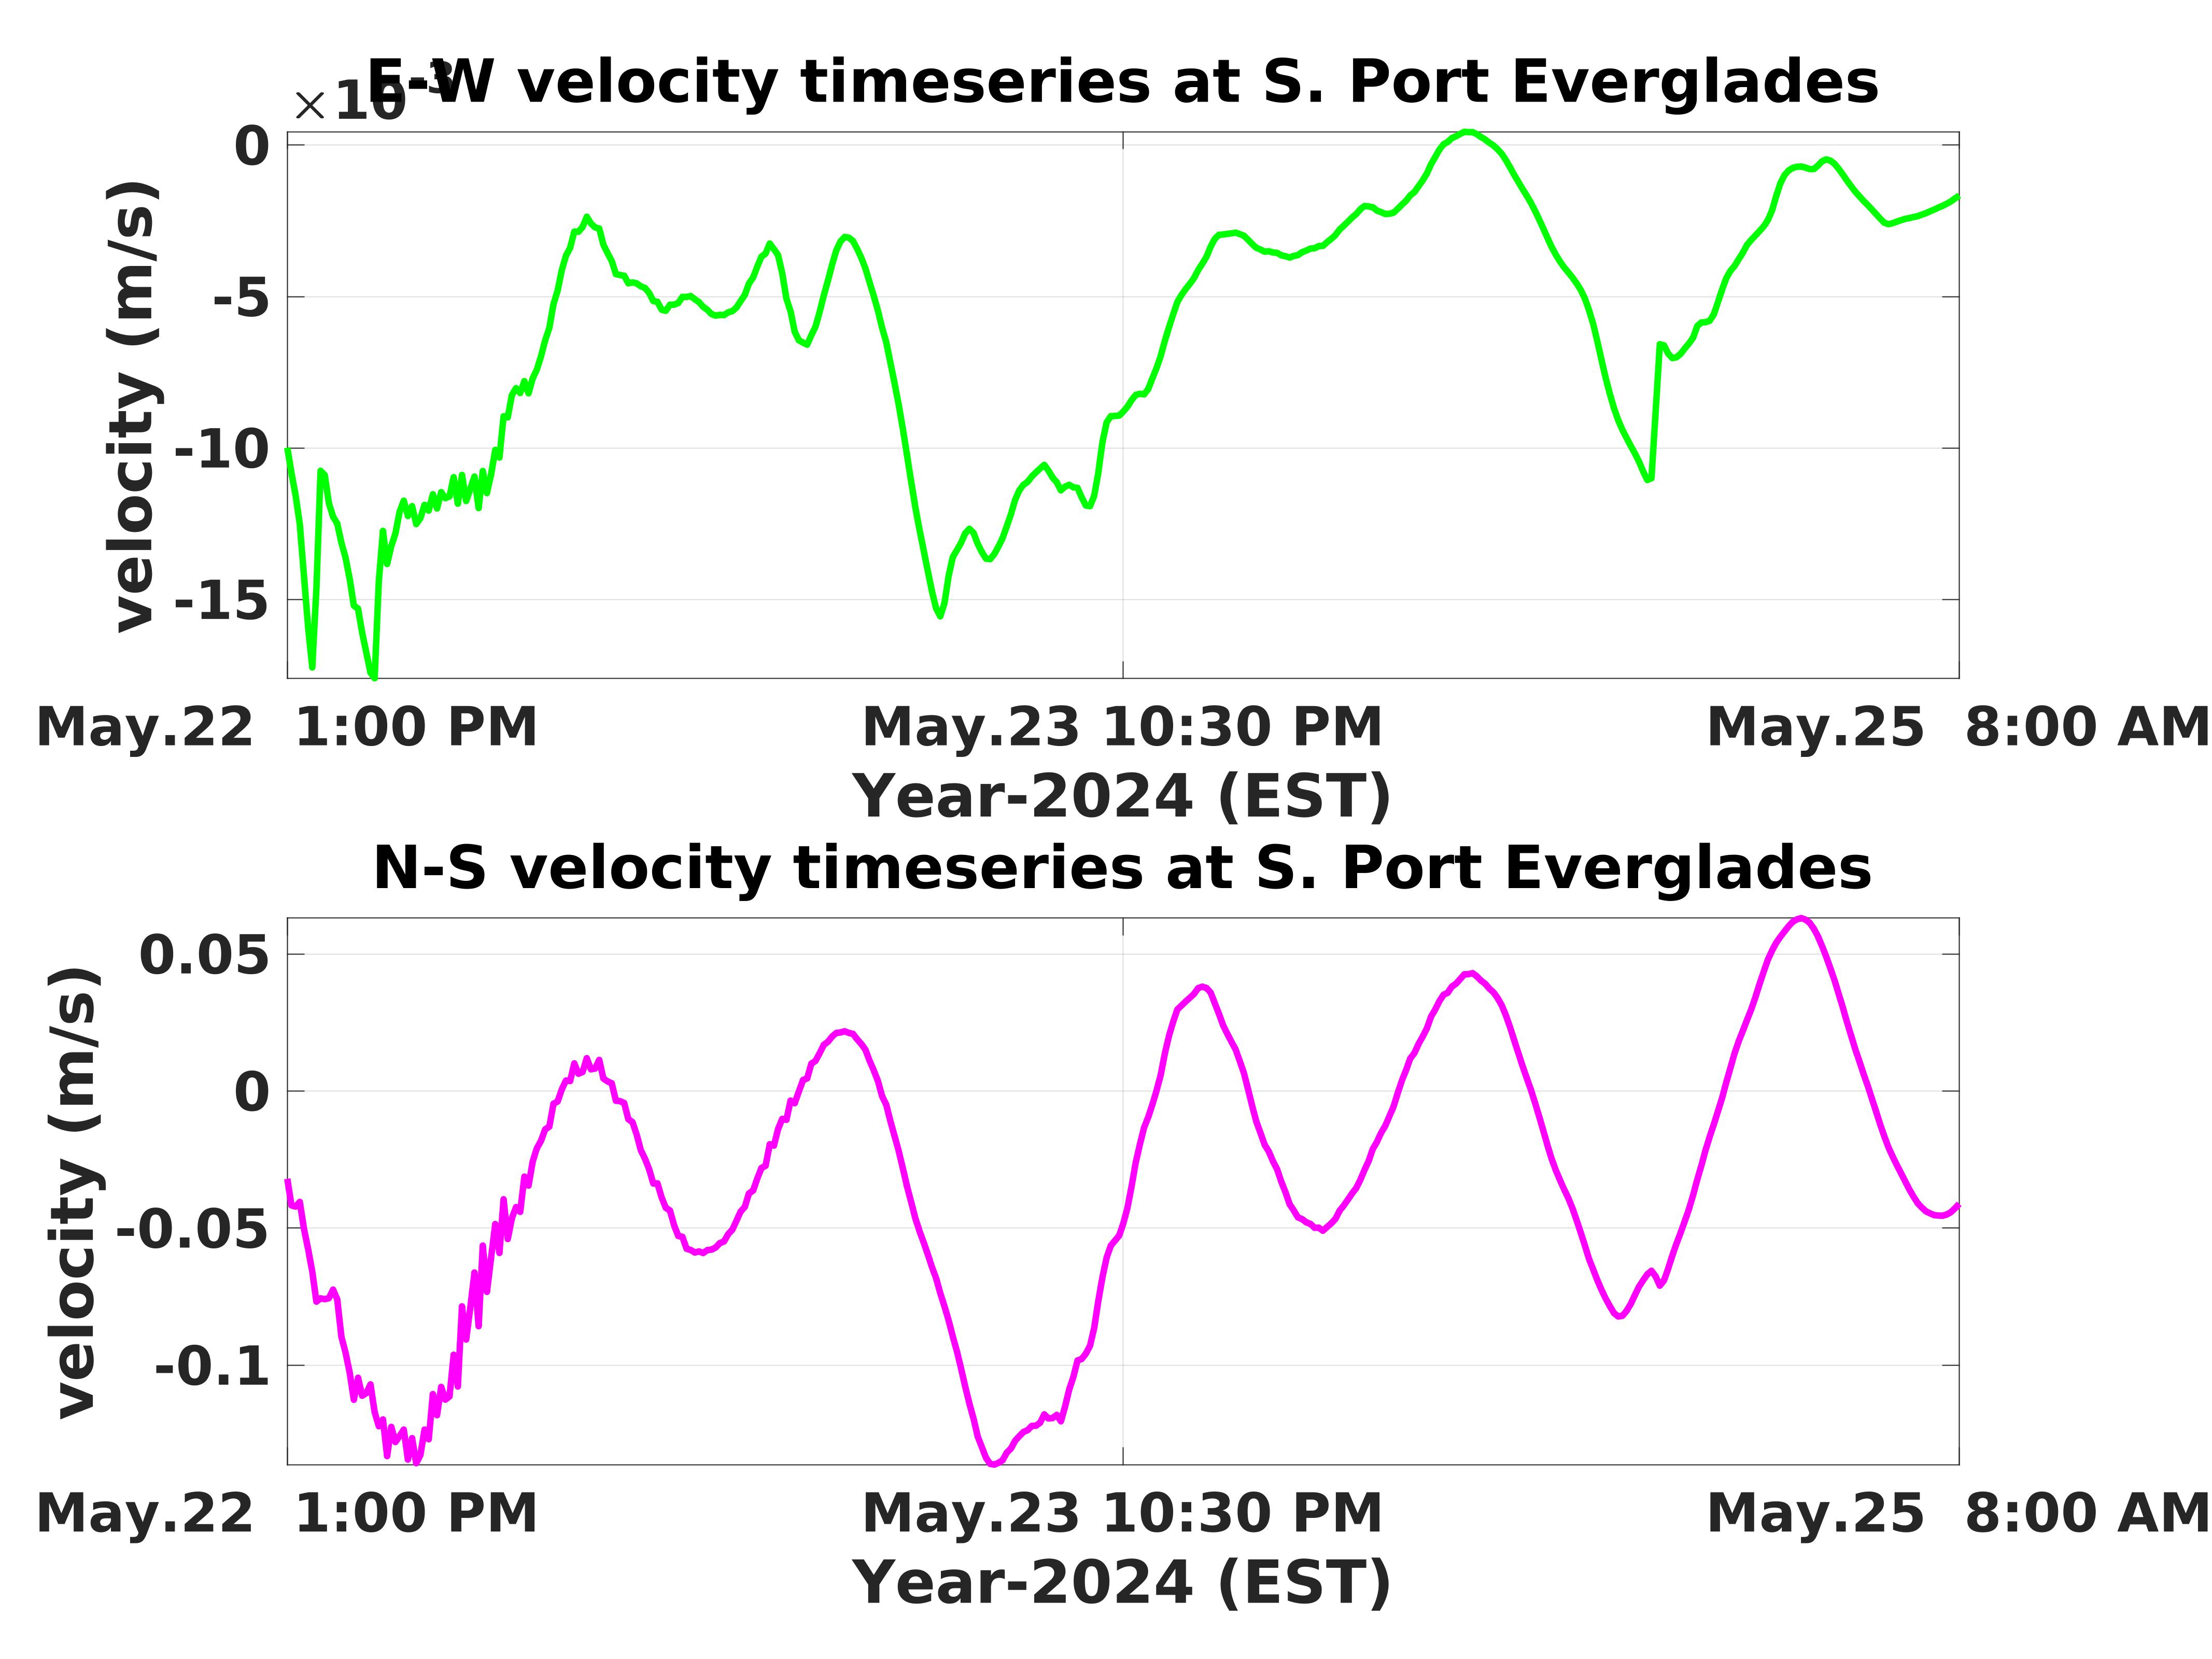 ×10-3
E-W velocity timeseries at S. Port Everglades
velocity (m/s)
0
-5
-10
-15
May.22 1:00 PM
May.23 10:30 PM
May.25 8:00 AM
Year-2024 (EST)
N-S velocity timeseries at S. Port Everglades
velocity (m/s)
0.05
0
-0.05
-0.1
May.22 1:00 PM
May.23 10:30 PM
May.25 8:00 AM
Year-2024 (EST)